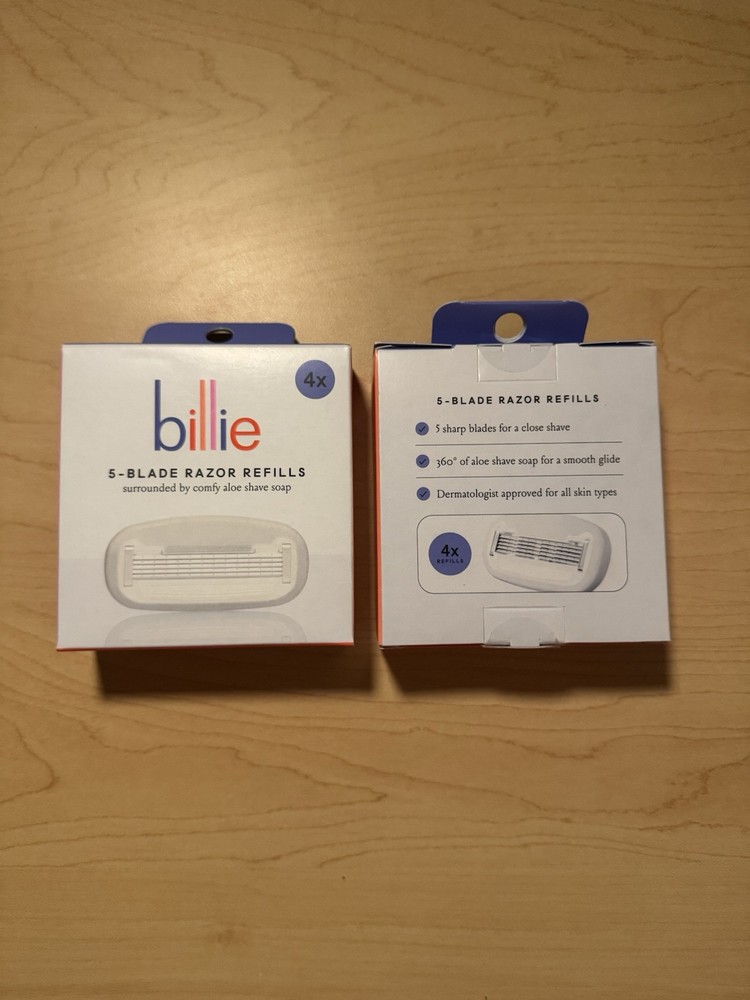 billie
4x
5-BLADE RAZOR REFILLS
surrounded by comfy aloe shave soap
5-BLADE RAZOR REFILLS
5 sharp blades for a close shave
360° of aloe shave soap for a smooth glide
Dermatologist approved for all skin types
4x
REFILLS